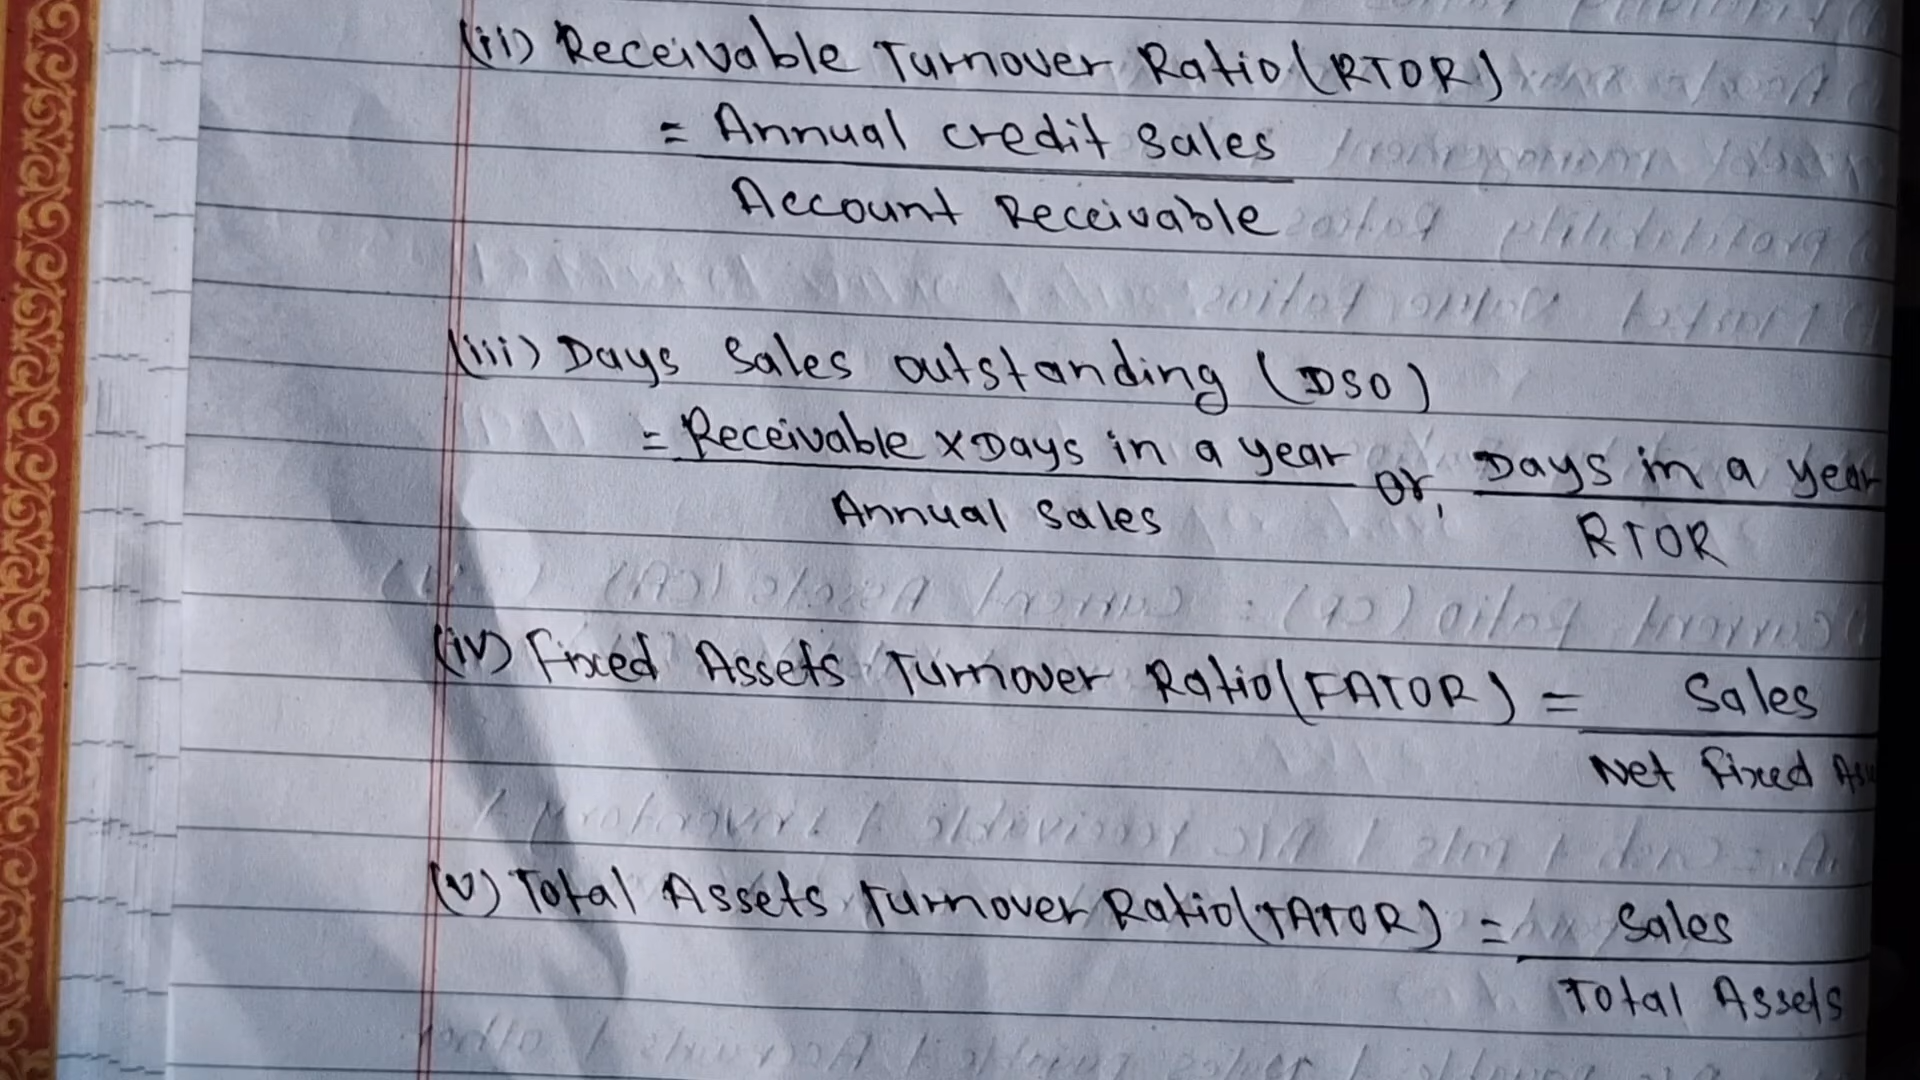 (ii) Receivable Turnover Ratio (RTOR)
= Annual credit sales
Account Receivable
(iii) Days Sales outstanding (DSO)
= Receivable x Days in a year or, Days in a year
Annual sales RTOR
(iv) Fixed Assets Turnover Ratio (FATOR) = Sales
Net Fixed
(v) Total Assets Turnover Ratio (TATOR) = Sales
Total Assets